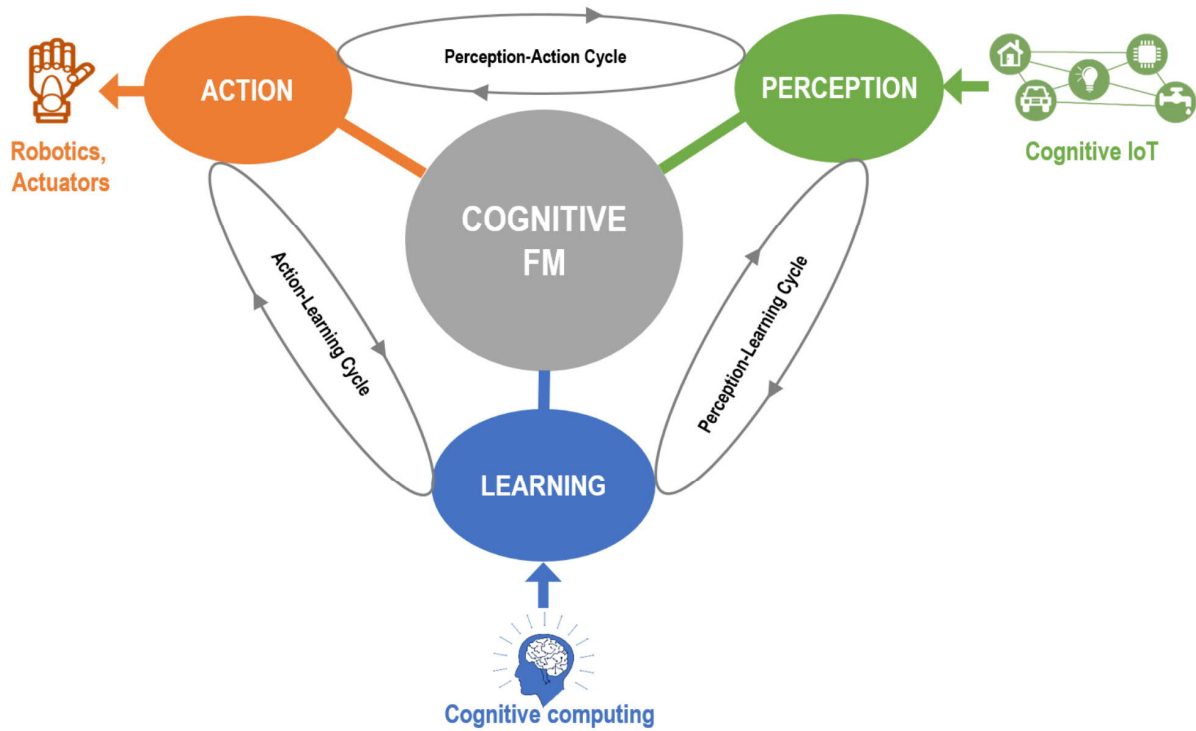 Perception-Action Cycle
ACTION
PERCEPTION
Robotics,
Actuators
Cognitive IoT
COGNITIVE
FM
Action-Learning Cycle
Perception-Learning Cycle
LEARNING
Cognitive computing